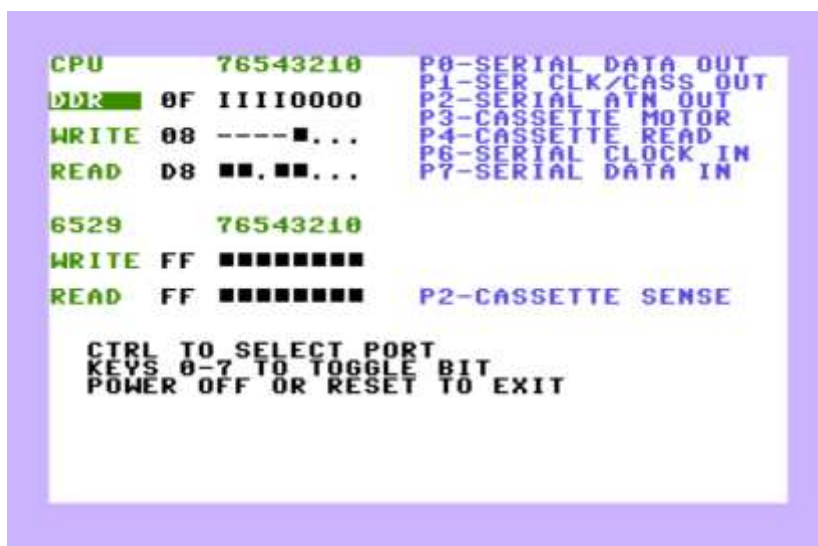 CPU 76543210 P0-SERIAL DATA OUT
P1-SER CLK/CASS OUT
DDR 0F IIIIOOOO P2-SERIAL ATN OUT
P3-CASSETTE MOTOR
WRITE 08 ----■... P4-CASSETTE READ
P6-SERIAL CLOCK IN
READ D8 ■■.■■... P7-SERIAL DATA IN
6529 76543210
WRITE FF ■■■■■■■■
READ FF ■■■■■■■■ P2-CASSETTE SENSE
CTRL TO SELECT PORT
KEYS 0-7 TO TOGGLE BIT
POWER OFF OR RESET TO EXIT